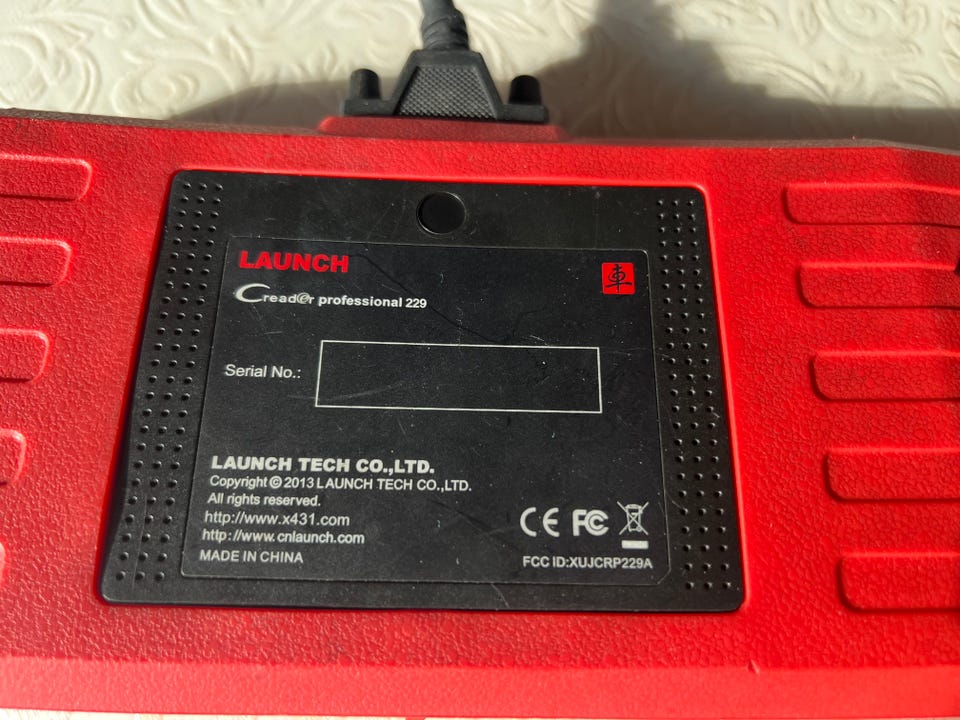 LAUNCH
車
Creader professional 229
Serial No.:
LAUNCH TECH CO.,LTD.
Copyright © 2013 LAUNCH TECH CO.,LTD.
All rights reserved.
http://www.x431.com
http://www.cnlaunch.com
MADE IN CHINA
CE FC
FCC ID:XUJCRP229A